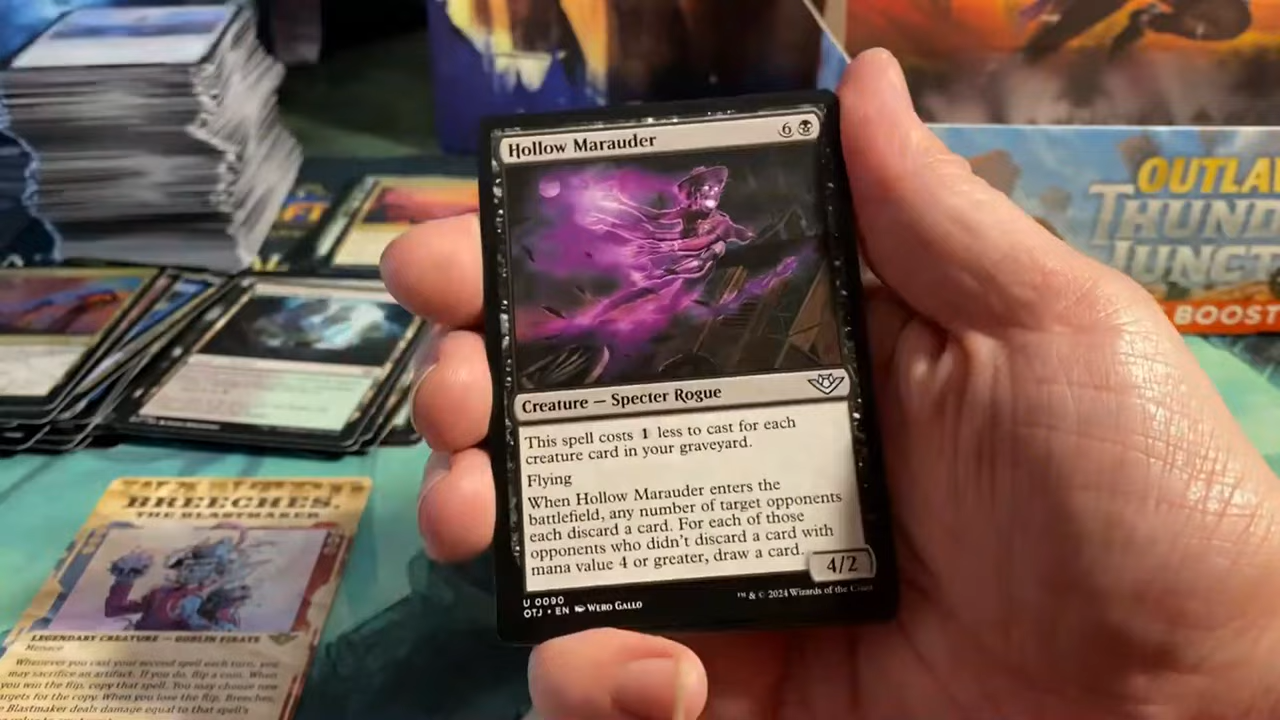 Hollow Marauder 6
Creature — Specter Rogue
This spell costs 1 less to cast for each
creature card in your graveyard.
Flying
When Hollow Marauder enters the
battlefield, any number of target opponents
each discard a card. For each of those
opponents who didn't discard a card with
mana value 4 or greater, draw a card.
4/2
U 0090
OTJ • EN Wero Gallo
™ & © 2024 Wizards of the Coast
OUTLA
THUND
JUNCT
BOOST
WANTED
BREECHES,
THE BLASTMAKER
LEGENDARY CREATURE — GOBLIN PIRATE
Menace
Whenever you cast your second spell each turn, you
may sacrifice an artifact. If you do, flip a coin. When
you win the flip, copy that spell. You may choose new
targets for the copy. When you lose the flip, Breeches,
Blastmaker deals damage equal to that spell's